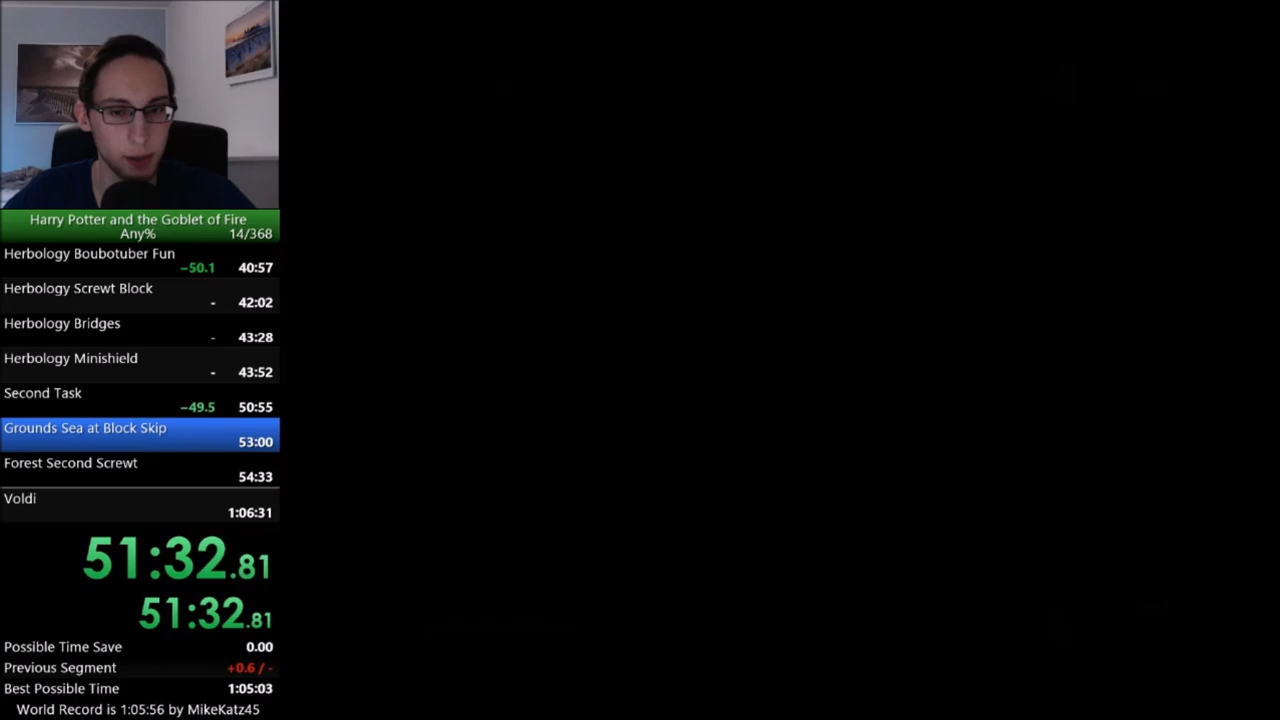 Harry Potter and the Goblet of Fire
Any% 14/368
Herbology Boubotuber Fun
−50.1 40:57
Herbology Screwt Block
- 42:02
Herbology Bridges
- 43:28
Herbology Minishield
- 43:52
Second Task
−49.5 50:55
Grounds Sea at Block Skip
53:00
Forest Second Screwt
54:33
Voldi
1:06:31
51:32.81
51:32.81
Possible Time Save 0.00
Previous Segment +0.6 / -
Best Possible Time 1:05:03
World Record is 1:05:56 by MikeKatz45